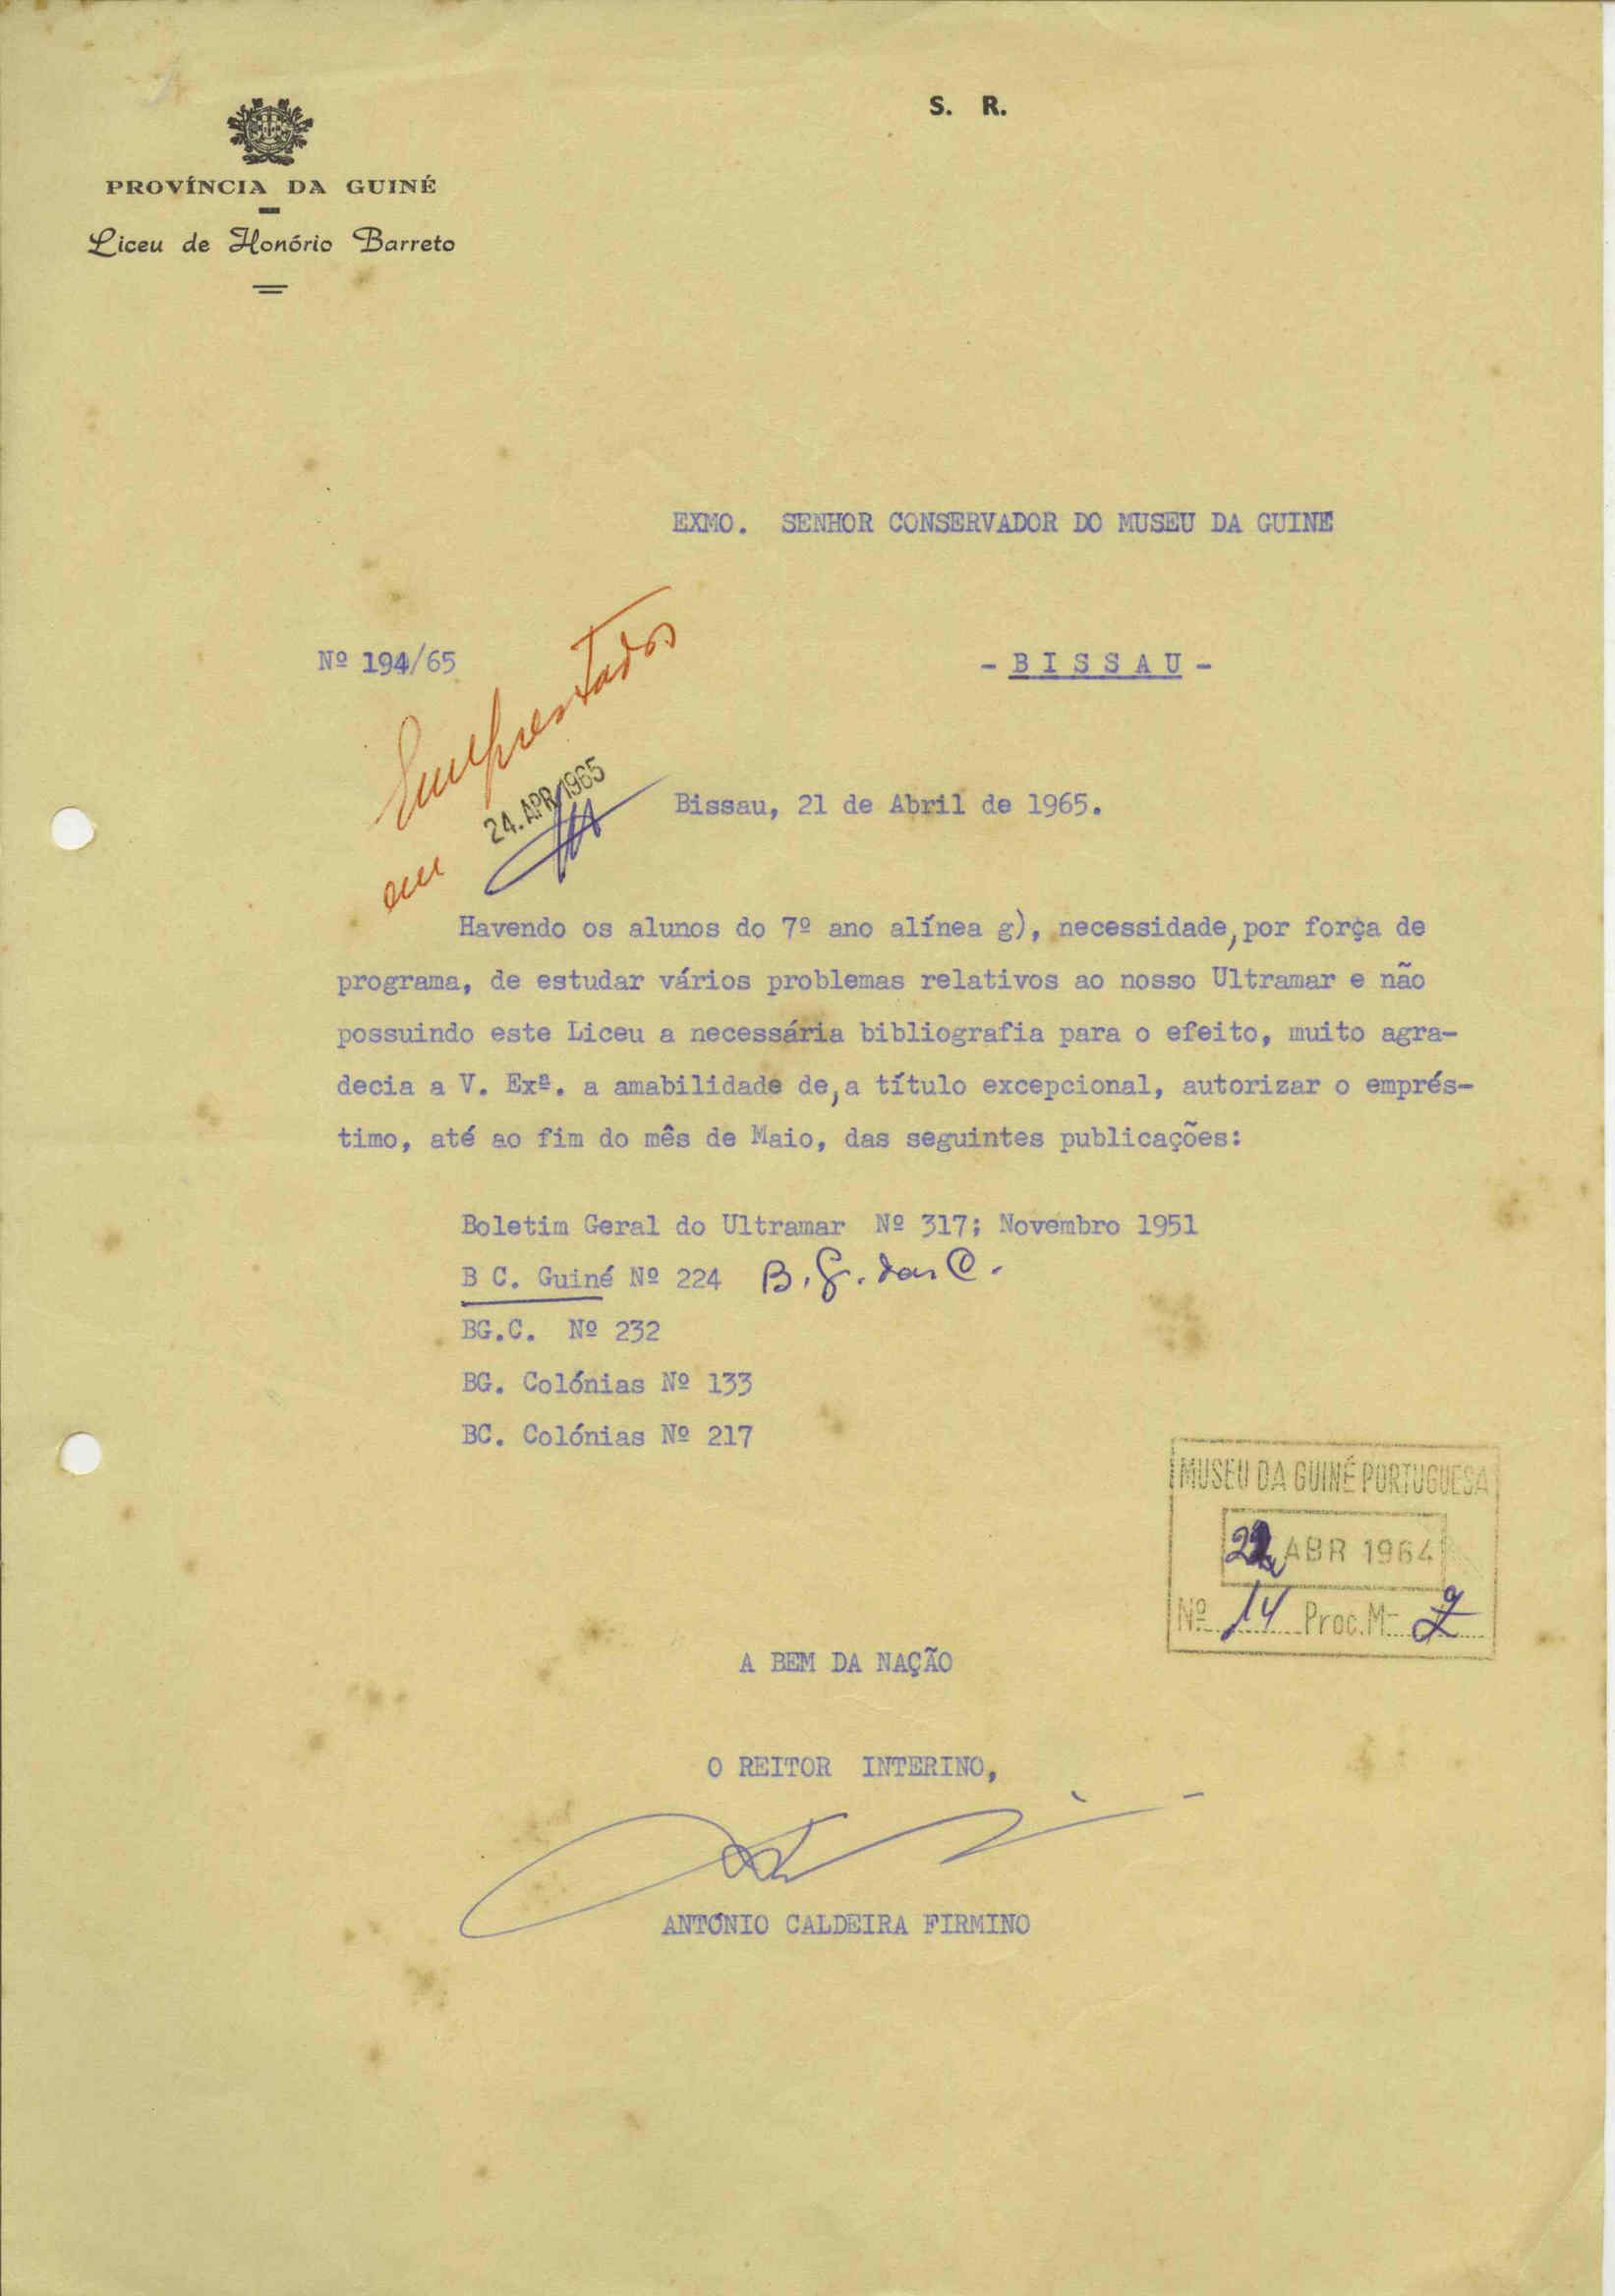 S. R.
PROVÍNCIA DA GUINÉ
Liceu de Honório Barreto
EXMO. SENHOR CONSERVADOR DO MUSEU DA GUINE
Nº 194/65
- BISSAU -
Emprestados
em 24. APR 1965
Bissau, 21 de Abril de 1965.
Havendo os alunos do 7º ano alínea g), necessidade, por força de
programa, de estudar vários problemas relativos ao nosso Ultramar e não
possuindo este Liceu a necessária bibliografia para o efeito, muito agra-
decia a V. Exª. a amabilidade de, a título excepcional, autorizar o emprés-
timo, até ao fim do mês de Maio, das seguintes publicações:
Boletim Geral do Ultramar Nº 317; Novembro 1951
B C. Guiné Nº 224 B. G. das C.
BG.C. Nº 232
BG. Colónias Nº 133
BC. Colónias Nº 217
MUSEU DA GUINÉ PORTUGUESA
ABR 1964
Nº 14 Proc. M-
A BEM DA NAÇÃO
O REITOR INTERINO,
ANTÓNIO CALDEIRA FIRMINO